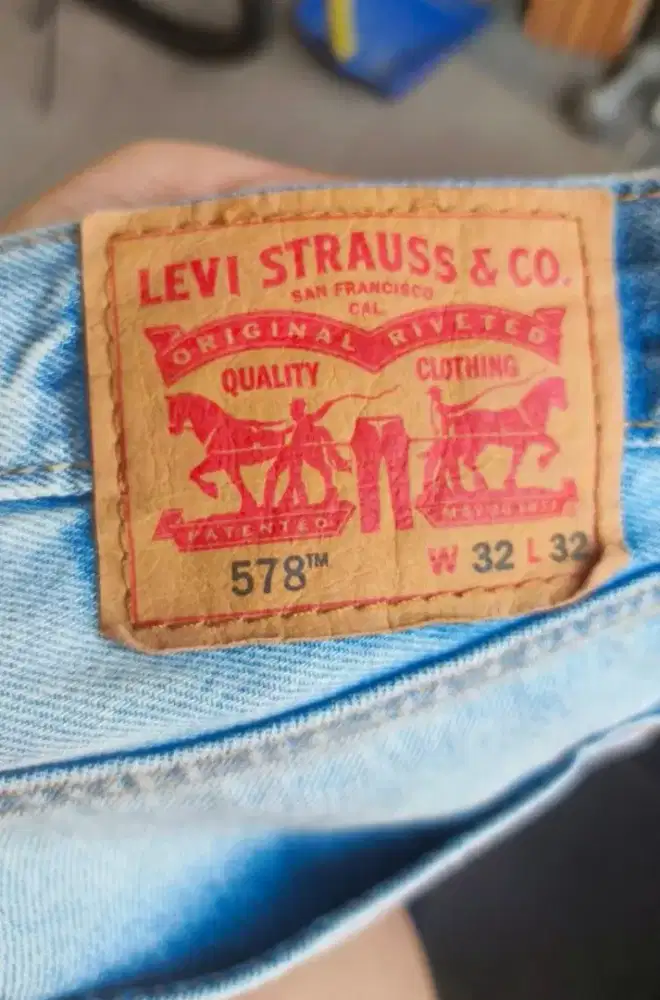 LEVI STRAUSS & CO.
SAN FRANCISCO
CAL
ORIGINAL RIVETED
QUALITY CLOTHING
PATENTED
578™ W 32 L 32